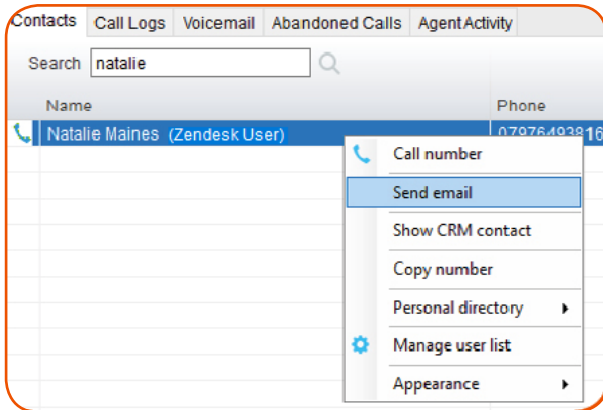 Contacts Call Logs Voicemail Abandoned Calls Agent Activity
Search natalie
Name Phone
Natalie Maines (Zendesk User) 07976493816
Call number
Send email
Show CRM contact
Copy number
Personal directory
Manage user list
Appearance